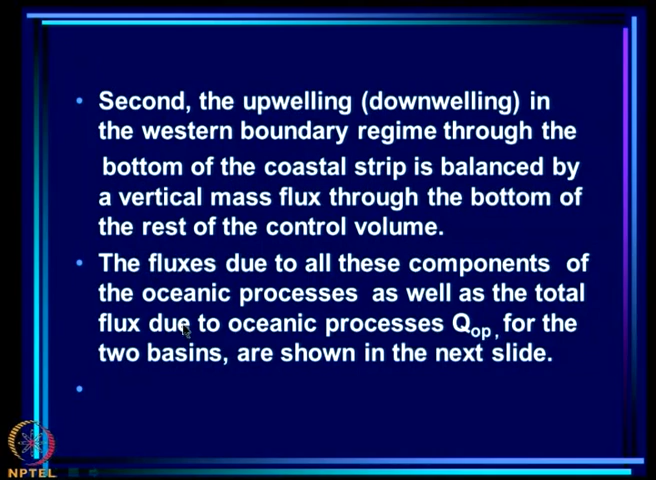 • Second, the upwelling (downwelling) in
the western boundary regime through the
bottom of the coastal strip is balanced by
a vertical mass flux through the bottom of
the rest of the control volume.
• The fluxes due to all these components of
the oceanic processes as well as the total
flux due to oceanic processes Qop, for the
two basins, are shown in the next slide.
•
NPTEL